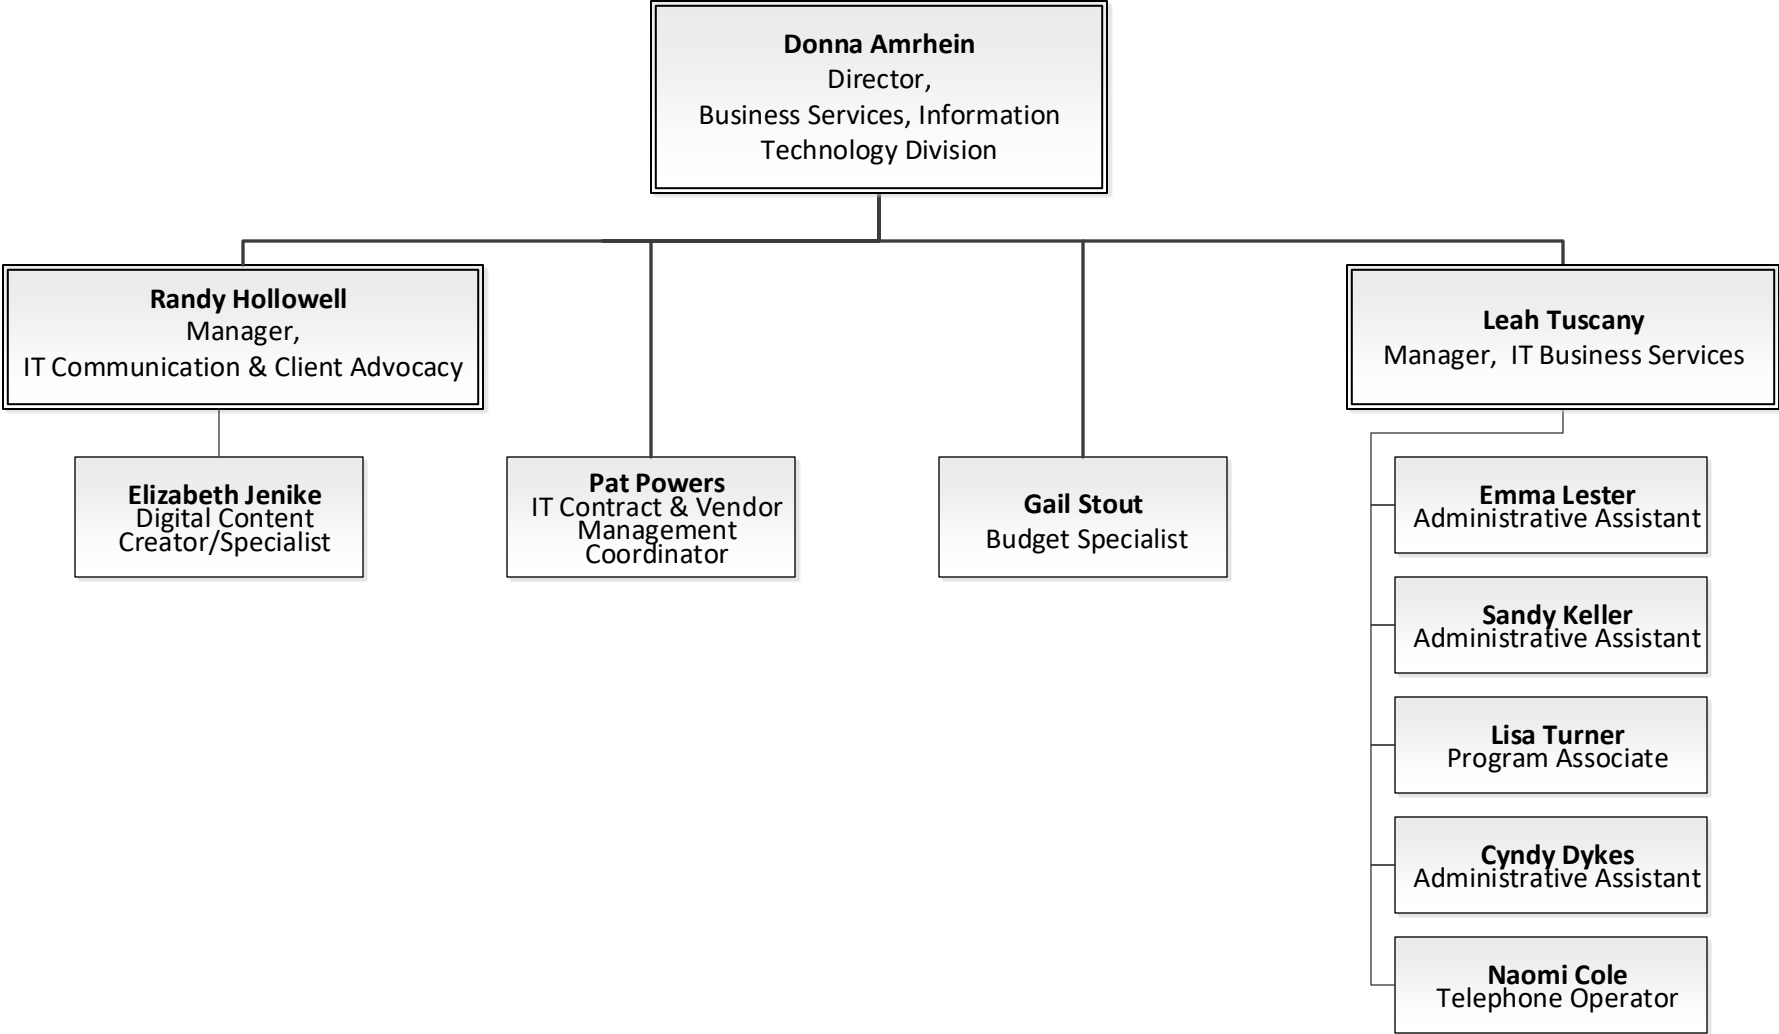 Donna Amrhein
Director,
Business Services, Information
Technology Division
Randy Hollowell
Manager,
IT Communication & Client Advocacy
Leah Tuscany
Manager,  IT Business Services
Elizabeth Jenike
Digital Content
Creator/Specialist
Pat Powers
IT Contract & Vendor
Management
Coordinator
Gail Stout
Budget Specialist
Emma Lester
Administrative Assistant
Sandy Keller
Administrative Assistant
Lisa Turner
Program Associate
Cyndy Dykes
Administrative Assistant
Naomi Cole
Telephone Operator